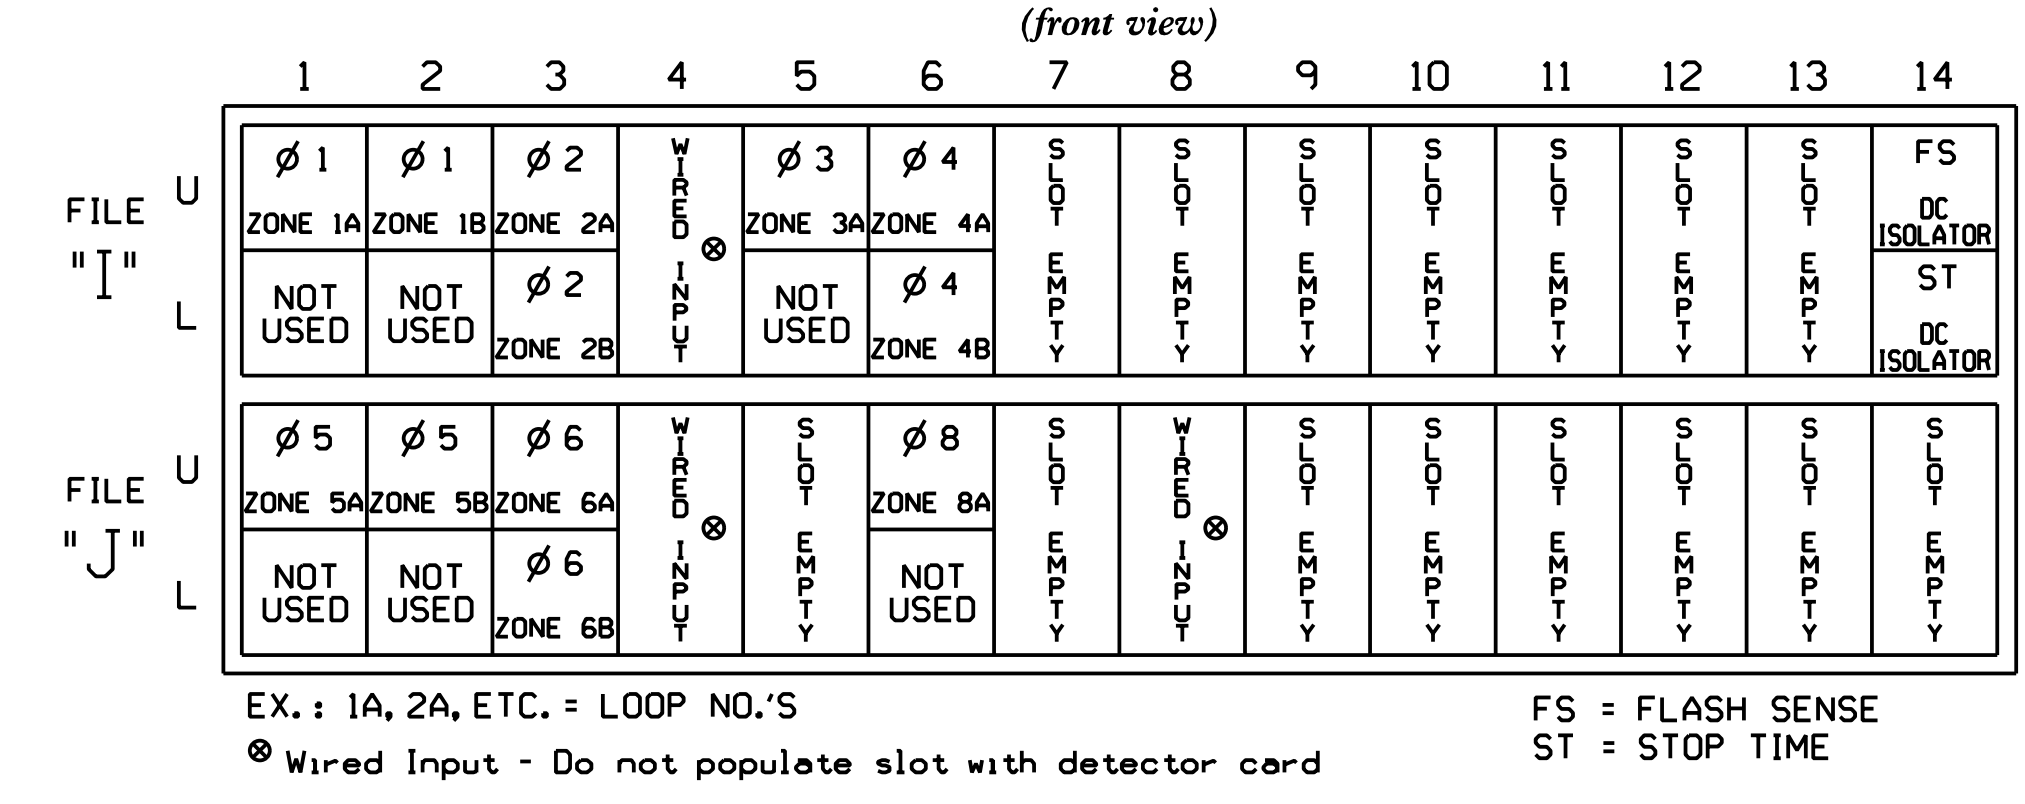 (front view)
1 2 3 4 5 6 7 8 9 10 11 12 13 14
FILE "I"
U
Ø 1 ZONE 1A
Ø 1 ZONE 1B
Ø 2 ZONE 2A
WIRED INPUT ⊗
Ø 3 ZONE 3A
Ø 4 ZONE 4A
SLOT EMPTY
SLOT EMPTY
SLOT EMPTY
SLOT EMPTY
SLOT EMPTY
SLOT EMPTY
SLOT EMPTY
FS DC ISOLATOR
L
NOT USED
NOT USED
Ø 2 ZONE 2B
NOT USED
Ø 4 ZONE 4B
ST DC ISOLATOR
FILE "J"
U
Ø 5 ZONE 5A
Ø 5 ZONE 5B
Ø 6 ZONE 6A
WIRED INPUT ⊗
SLOT EMPTY
Ø 8 ZONE 8A
SLOT EMPTY
WIRED INPUT ⊗
SLOT EMPTY
SLOT EMPTY
SLOT EMPTY
SLOT EMPTY
SLOT EMPTY
SLOT EMPTY
L
NOT USED
NOT USED
Ø 6 ZONE 6B
NOT USED
EX.: 1A, 2A, ETC. = LOOP NO.'S
⊗ Wired Input - Do not populate slot with detector card
FS = FLASH SENSE
ST = STOP TIME